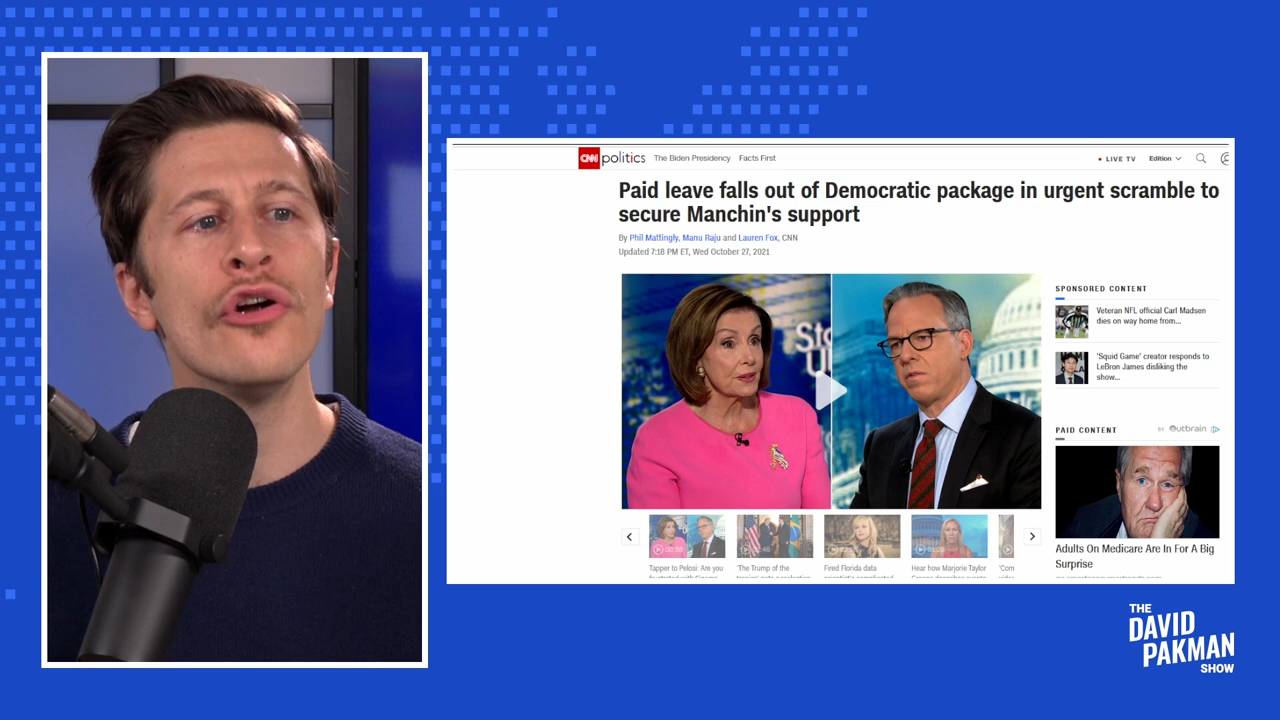 CNN politics The Biden Presidency Facts First
LIVE TV Edition
Paid leave falls out of Democratic package in urgent scramble to
secure Manchin's support
By Phil Mattingly, Manu Raju and Lauren Fox, CNN
Updated 7:18 PM ET, Wed October 27, 2021
SPONSORED CONTENT
Veteran NFL official Carl Madsen
dies on way home from...
'Squid Game' creator responds to
LeBron James disliking the
show...
PAID CONTENT BY Outbrain
Adults On Medicare Are In For A Big
Surprise
Tapper to Pelosi: Are you
'The Trump of the
Fired Florida data
Hear how Marjorie Taylor
'Com
THE
DAVID
PAKMAN
SHOW